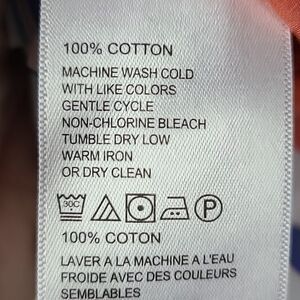 100% COTTON
MACHINE WASH COLD
WITH LIKE COLORS
GENTLE CYCLE
NON-CHLORINE BLEACH
TUMBLE DRY LOW
WARM IRON
OR DRY CLEAN
30C P
100% COTON
LAVER A LA MACHINE A L'EAU
FROIDE AVEC DES COULEURS
SEMBLABLES